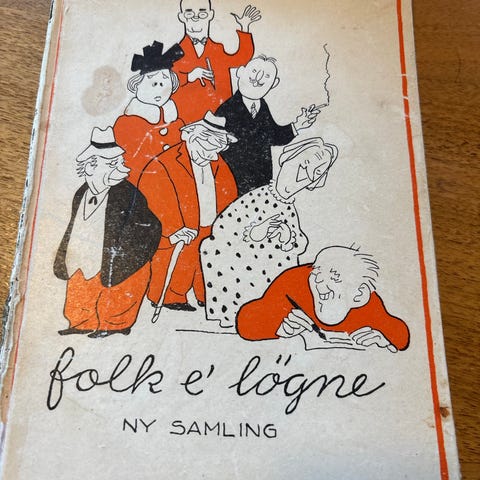 folk e' lögne
NY SAMLING